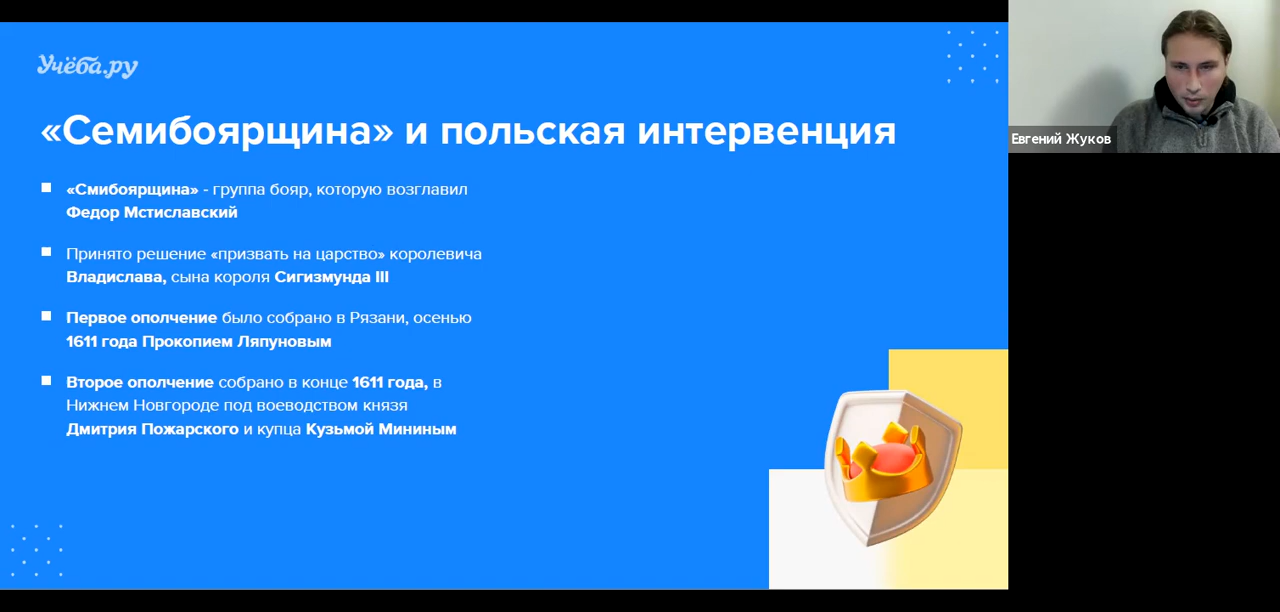 Учёба.ру
«Семибоярщина» и польская интервенция
«Смибоярщина» - группа бояр, которую возглавил
Федор Мстиславский
Принято решение «призвать на царство» королевича
Владислава, сына короля Сигизмунда III
Первое ополчение было собрано в Рязани, осенью
1611 года Прокопием Ляпуновым
Второе ополчение собрано в конце 1611 года, в
Нижнем Новгороде под воеводством князя
Дмитрия Пожарского и купца Кузьмой Мининым
Евгений Жуков